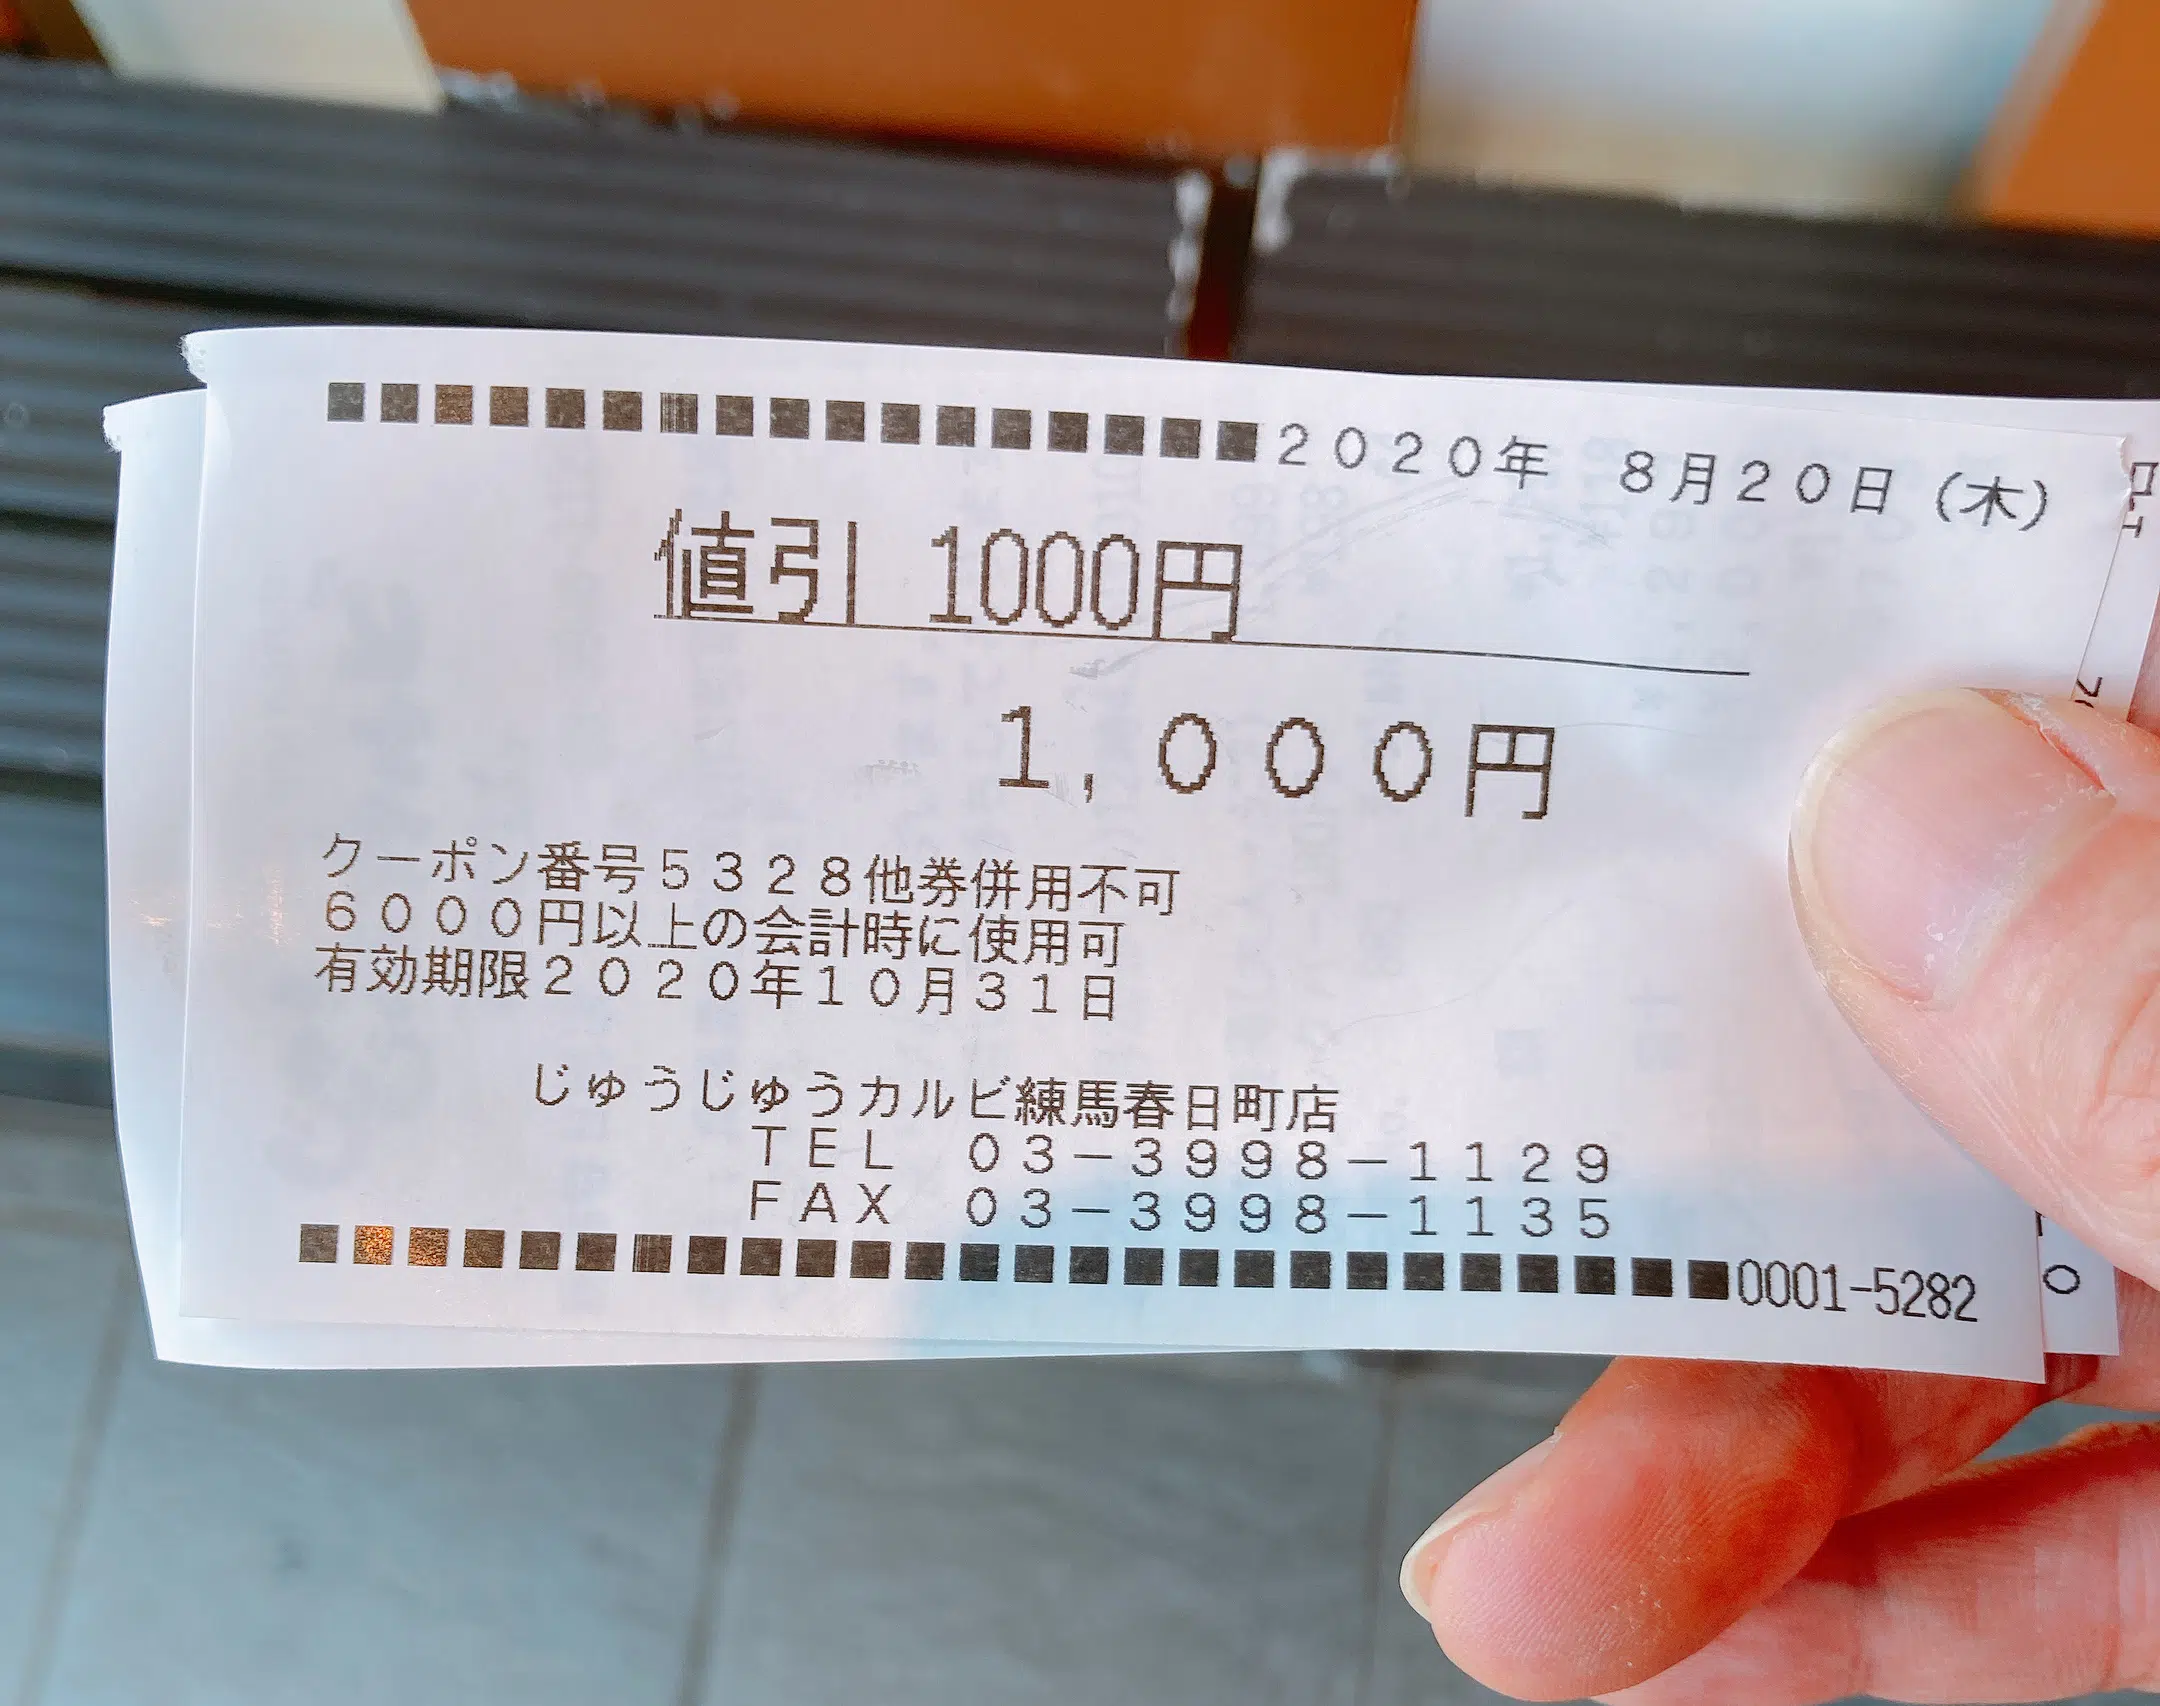 ■■■■■■■■■■■■■■■■■2020年 8月20日(木)
値引 1000円
1,000円
クーポン番号5328他券併用不可
6000円以上の会計時に使用可
有効期限2020年10月31日
じゅうじゅうカルビ練馬春日町店
TEL 03-3998-1129
FAX 03-3998-1135
■■■■■■■■■■■■■■■■■■■■■■■■■■0001-5282
0